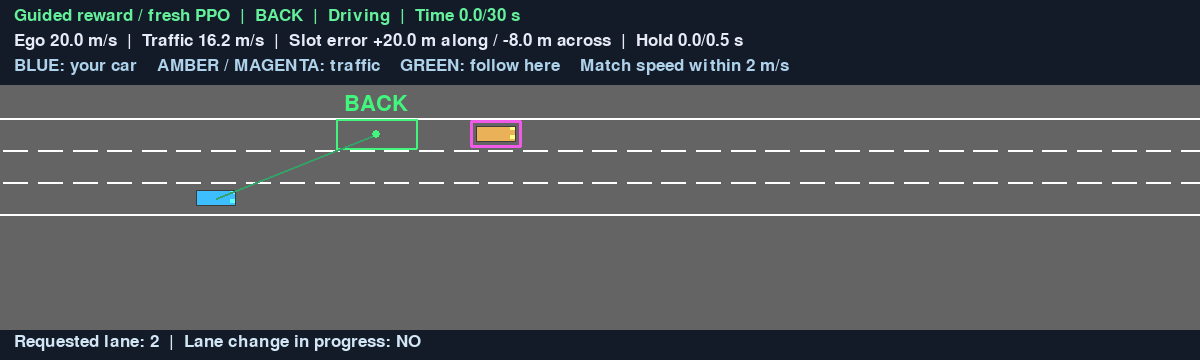 Guided reward / fresh PPO | BACK | Driving | Time 0.0/30 s
Ego 20.0 m/s | Traffic 16.2 m/s | Slot error +20.0 m along / -8.0 m across | Hold 0.0/0.5 s
BLUE: your car AMBER / MAGENTA: traffic GREEN: follow here Match speed within 2 m/s
BACK
Requested lane: 2 | Lane change in progress: NO